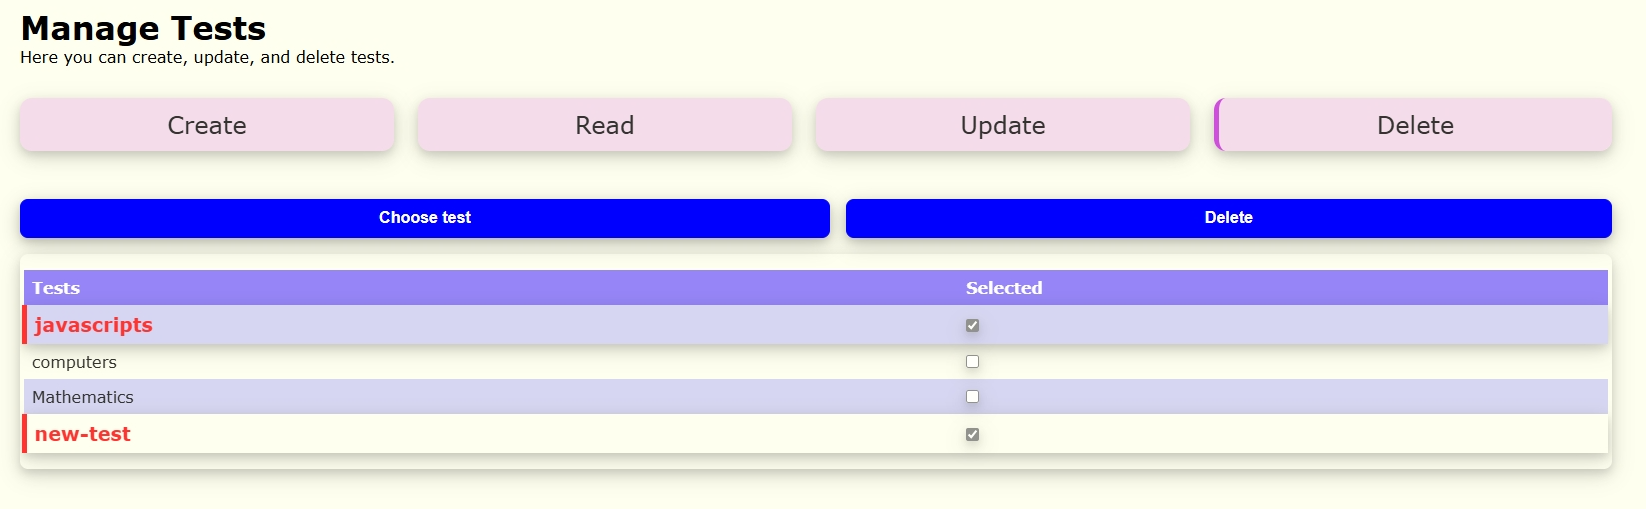 Manage Tests
Here you can create, update, and delete tests.
Create Read Update Delete
Choose test Delete
Tests Selected
javascripts
computers
Mathematics
new-test